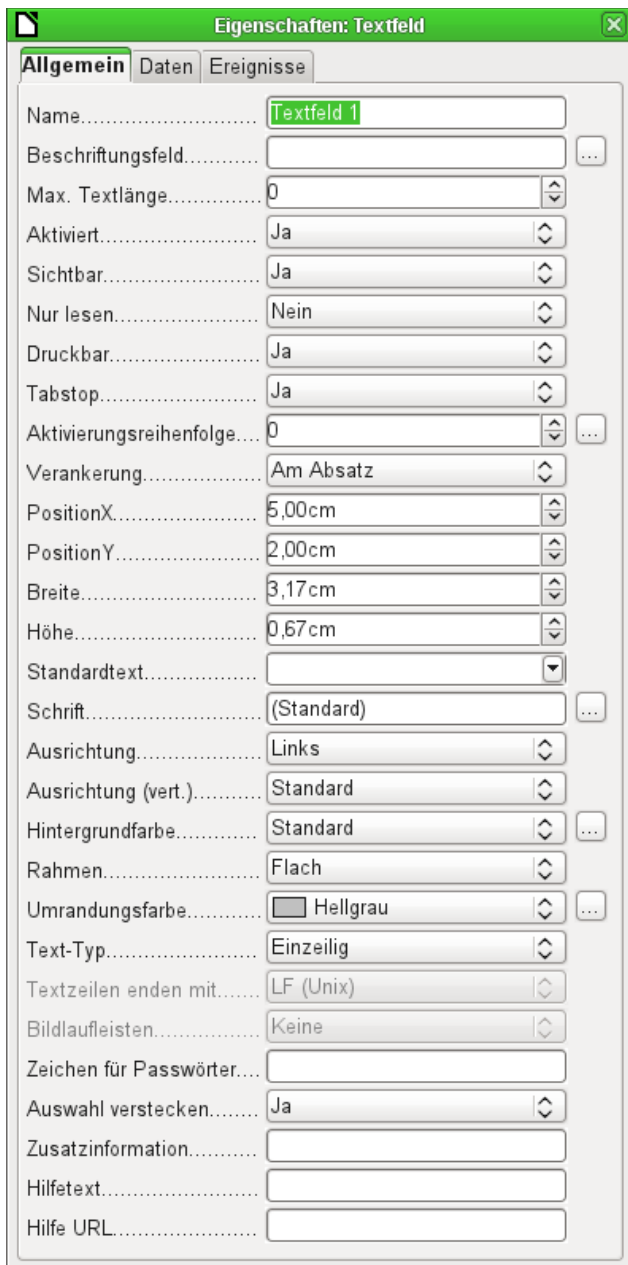 Eigenschaften: Textfeld
Allgemein Daten Ereignisse
Name.......................... Textfeld 1
Beschriftungsfeld............ ...
Max. Textlänge............... 0
Aktiviert........................ Ja
Sichtbar........................ Ja
Nur lesen...................... Nein
Druckbar....................... Ja
Tabstop........................ Ja
Aktivierungsreihenfolge.... 0 ...
Verankerung.................. Am Absatz
PositionX...................... 5,00cm
PositionY...................... 2,00cm
Breite........................... 3,17cm
Höhe............................ 0,67cm
Standardtext..................
Schrift.......................... (Standard) ...
Ausrichtung................... Links
Ausrichtung (vert.).......... Standard
Hintergrundfarbe............. Standard ...
Rahmen........................ Flach
Umrandungsfarbe............ Hellgrau ...
Text-Typ....................... Einzeilig
Textzeilen enden mit....... LF (Unix)
Bildlaufleisten................ Keine
Zeichen für Passwörter....
Auswahl verstecken........ Ja
Zusatzinformation...........
Hilfetext........................
Hilfe URL......................